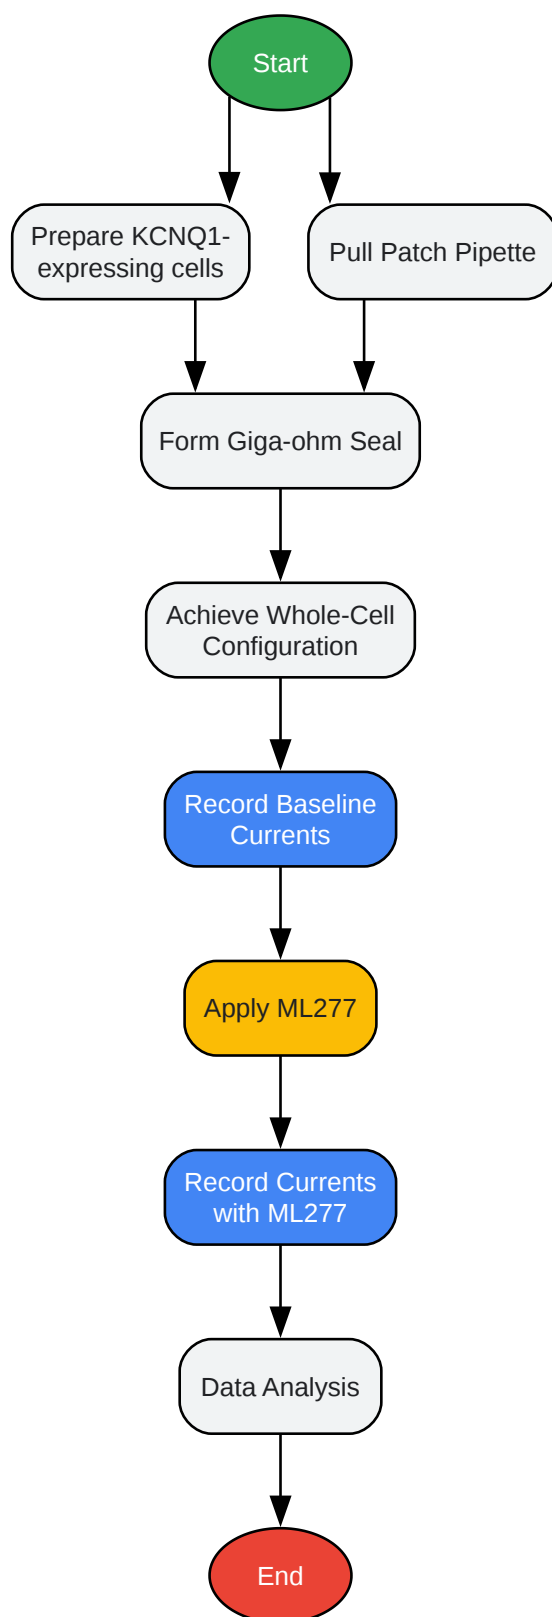 Start
Prepare KCNQ1-
expressing cells
Pull Patch Pipette
Form Giga-ohm Seal
Achieve Whole-Cell
Configuration
Record Baseline
Currents
Apply ML277
Record Currents
with ML277
Data Analysis
End